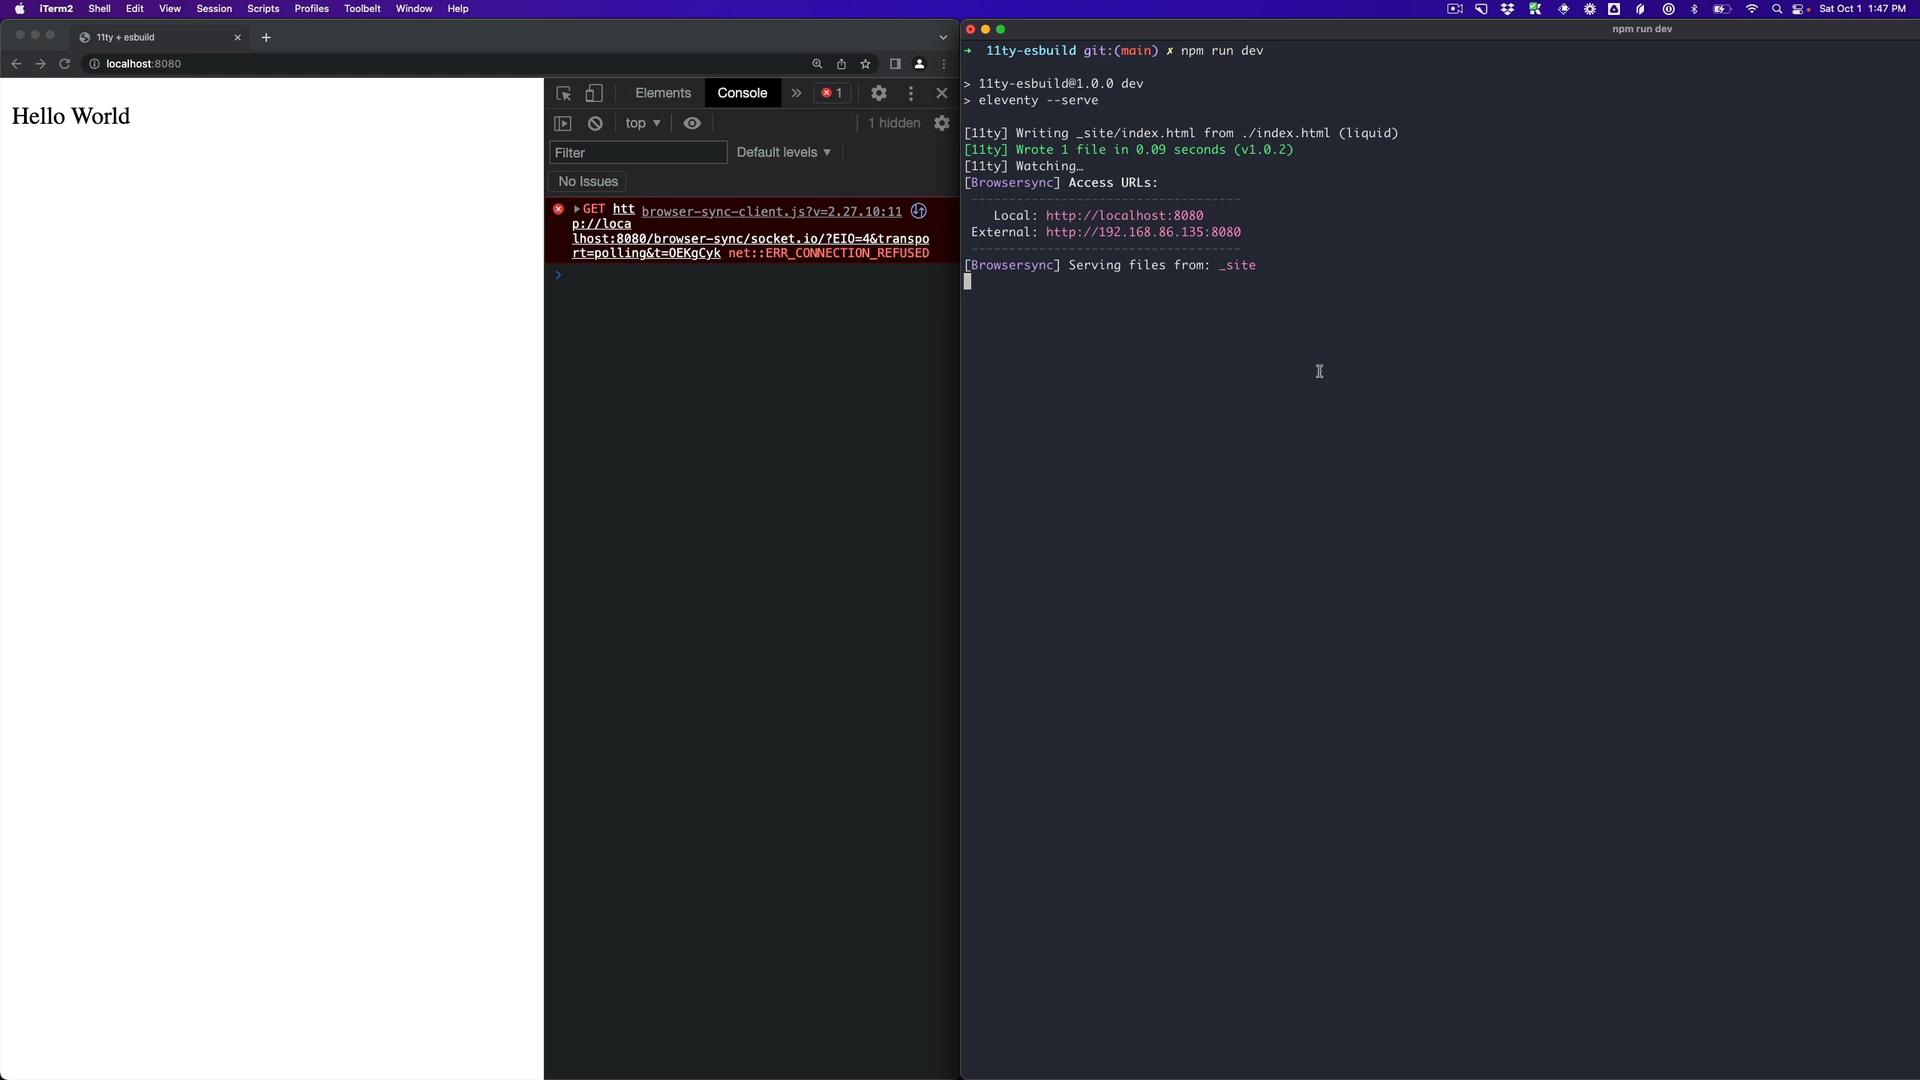 iTerm2 Shell Edit View Session Scripts Profiles Toolbelt Window Help
Sat Oct 1 1:47 PM
11ty + esbuild
localhost:8080
Hello World
Elements Console » 1
top ▼ 1 hidden
Filter Default levels ▼
No Issues
▶GET htt browser-sync-client.js?v=2.27.10:11
p://loca
lhost:8080/browser-sync/socket.io/?EIO=4&transpo
rt=polling&t=OEKgCyk net::ERR_CONNECTION_REFUSED
>
npm run dev
→ 11ty-esbuild git:(main) ✗ npm run dev
> 11ty-esbuild@1.0.0 dev
> eleventy --serve
[11ty] Writing _site/index.html from ./index.html (liquid)
[11ty] Wrote 1 file in 0.09 seconds (v1.0.2)
[11ty] Watching…
[Browsersync] Access URLs:
------------------------------------
Local: http://localhost:8080
External: http://192.168.86.135:8080
------------------------------------
[Browsersync] Serving files from: _site